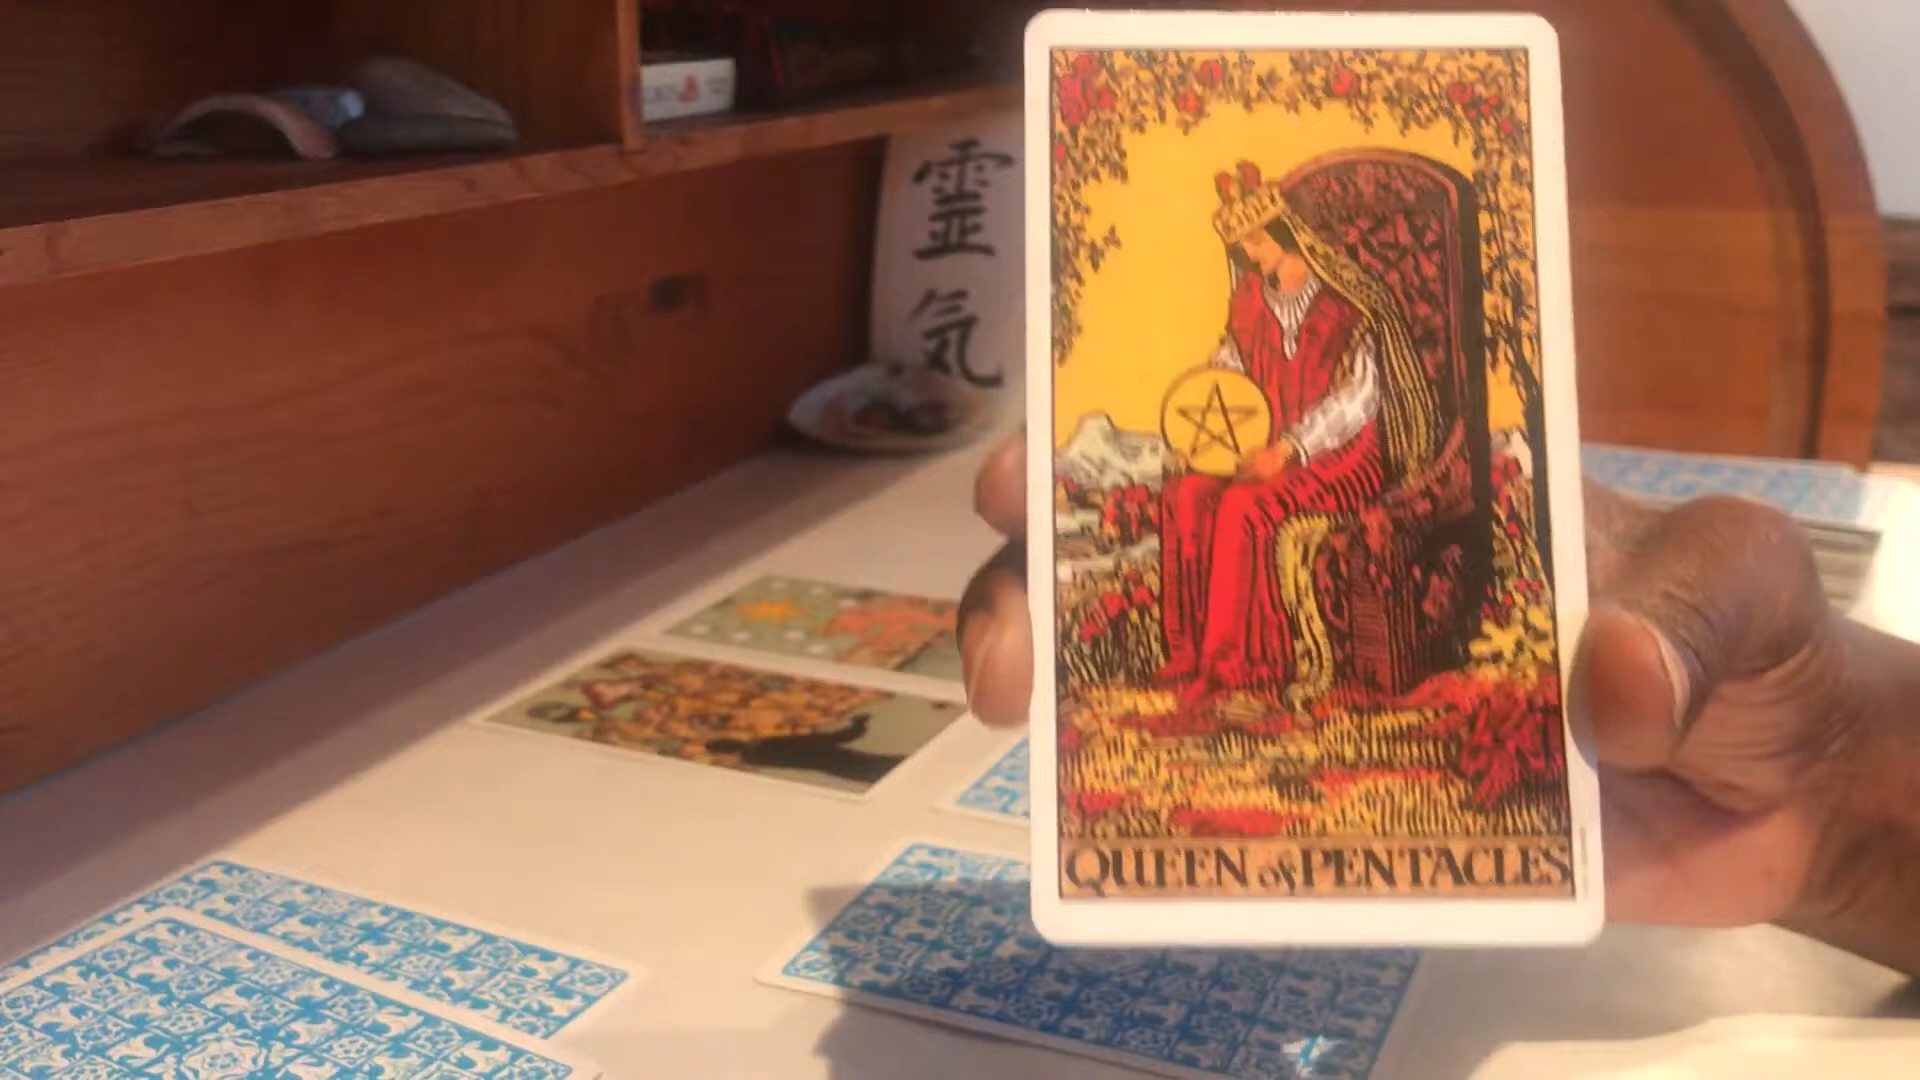 霊
気
QUEEN of PENTACLES